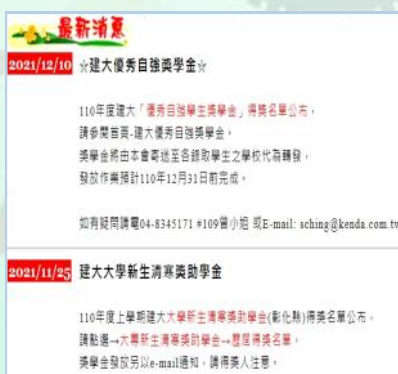 最新消息
2021/12/10 ☆建大優秀自強獎學金☆
110年度建大「優秀自強學生獎學金」得獎名單公布，
請參閱首頁-建大優秀自強獎學金，
獎學金將由本會寄送至各錄取學生之學校代為轉發，
發放作業預計110年12月31日前完成。
如有疑問請電04-8345171 #109曾小姐 或E-mail: sching@kenda.com.tw
2021/11/25 建大大學新生清寒獎助學金
110年度上學期建大大學新生清寒獎助學金(彰化縣)得獎名單公布，
請點選→大專新生清寒獎助學金→歷屆得獎名單，
獎學金發放另以e-mail通知，請得獎人注意。